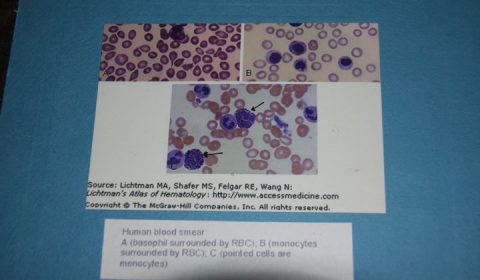 B
Source: Lichtman MA, Shafer MS, Felgar RE, Wang N:
Lichtman's Atlas of Hematology: http://www.accessmedicine.com
Copyright © The McGraw-Hill Companies, Inc. All rights reserved.
Human blood smear
A (basophil surrounded by RBC); B (monocytes
surrounded by RBC); C (pointed cells are
monocytes)